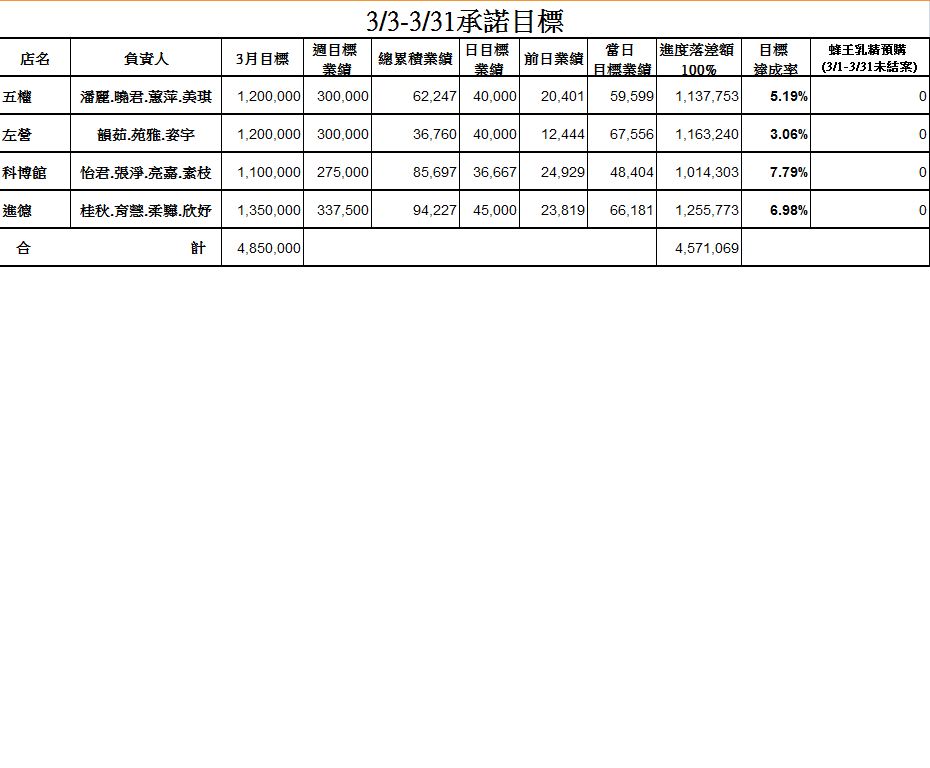 3/3-3/31承諾目標
店名 負責人 3月目標 週目標業績 總累積業績 日目標業績 前日業績 當日目標業績 進度落差額100% 目標達成率 蜂王乳精預購(3/1-3/31未結案)
五權 潘麗.曉君.蕙萍.美琪 1,200,000 300,000 62,247 40,000 20,401 59,599 1,137,753 5.19% 0
左營 韻茹.苑雅.姿宇 1,200,000 300,000 36,760 40,000 12,444 67,556 1,163,240 3.06% 0
科博館 怡君.張淨.亮嘉.素枝 1,100,000 275,000 85,697 36,667 24,929 48,404 1,014,303 7.79% 0
進德 桂秋.育慧.柔驊.欣妤 1,350,000 337,500 94,227 45,000 23,819 66,181 1,255,773 6.98% 0
合計 4,850,000 4,571,069